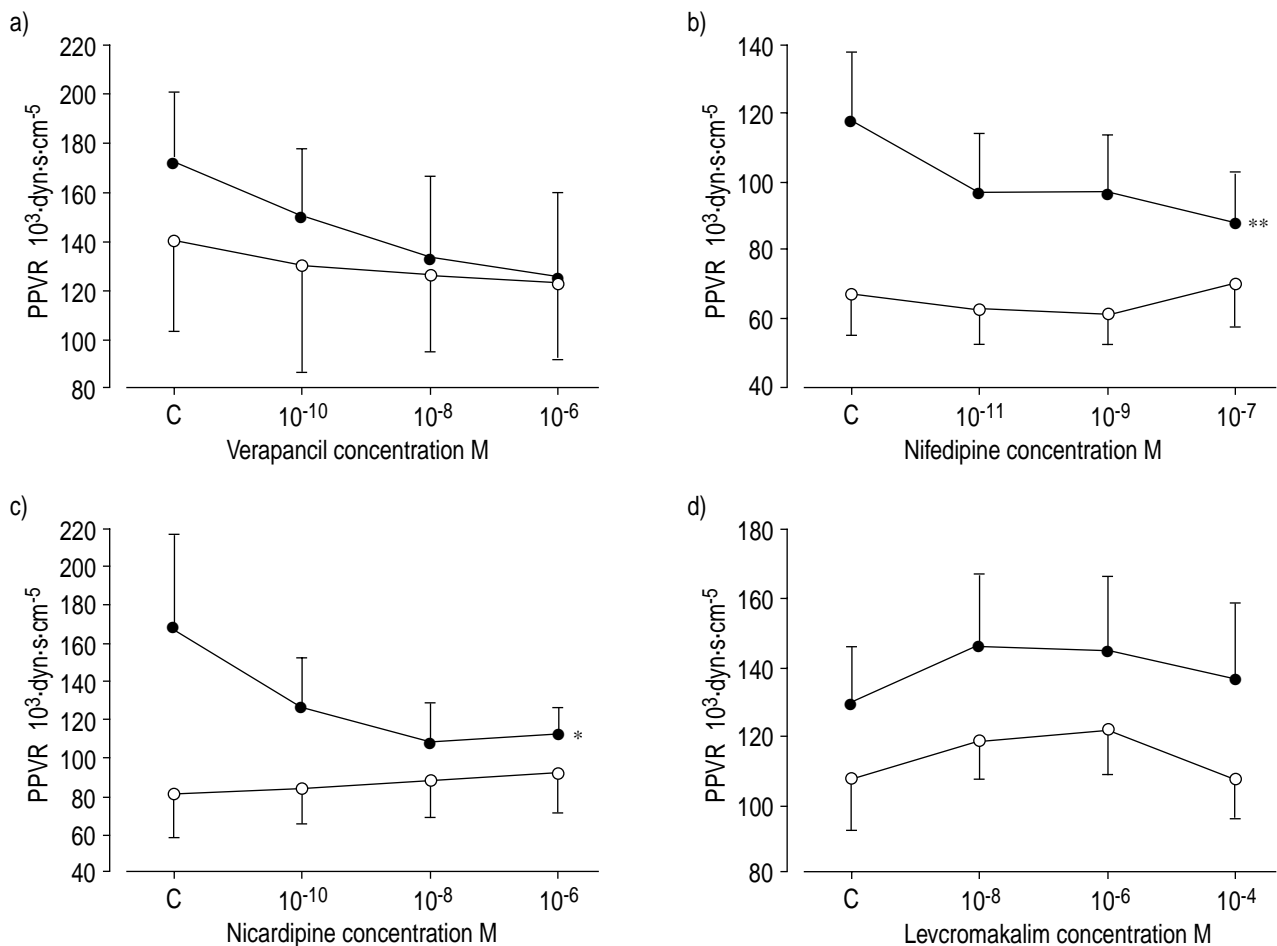 a)
220
200
180
160
140
120
100
80
PPVR 10³·dyn·s·cm⁻⁵
C 10⁻¹⁰ 10⁻⁸ 10⁻⁶
Verapancil concentration M
b)
140
120
100
80
60
40
PPVR 10³·dyn·s·cm⁻⁵
**
C 10⁻¹¹ 10⁻⁹ 10⁻⁷
Nifedipine concentration M
c)
220
200
180
160
140
120
100
80
60
40
PPVR 10³·dyn·s·cm⁻⁵
*
C 10⁻¹⁰ 10⁻⁸ 10⁻⁶
Nicardipine concentration M
d)
180
160
140
120
100
80
PPVR 10³·dyn·s·cm⁻⁵
C 10⁻⁸ 10⁻⁶ 10⁻⁴
Levcromakalim concentration M